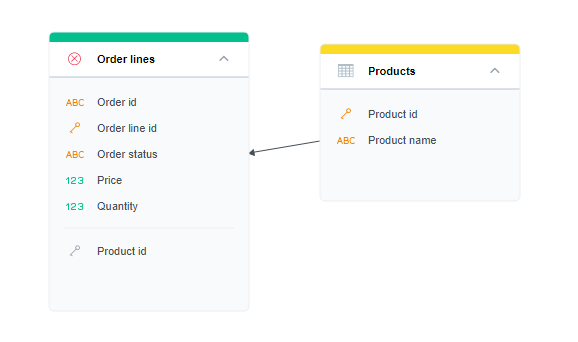 Order lines
ABC Order id
Order line id
ABC Order status
123 Price
123 Quantity
Product id
Products
Product id
ABC Product name